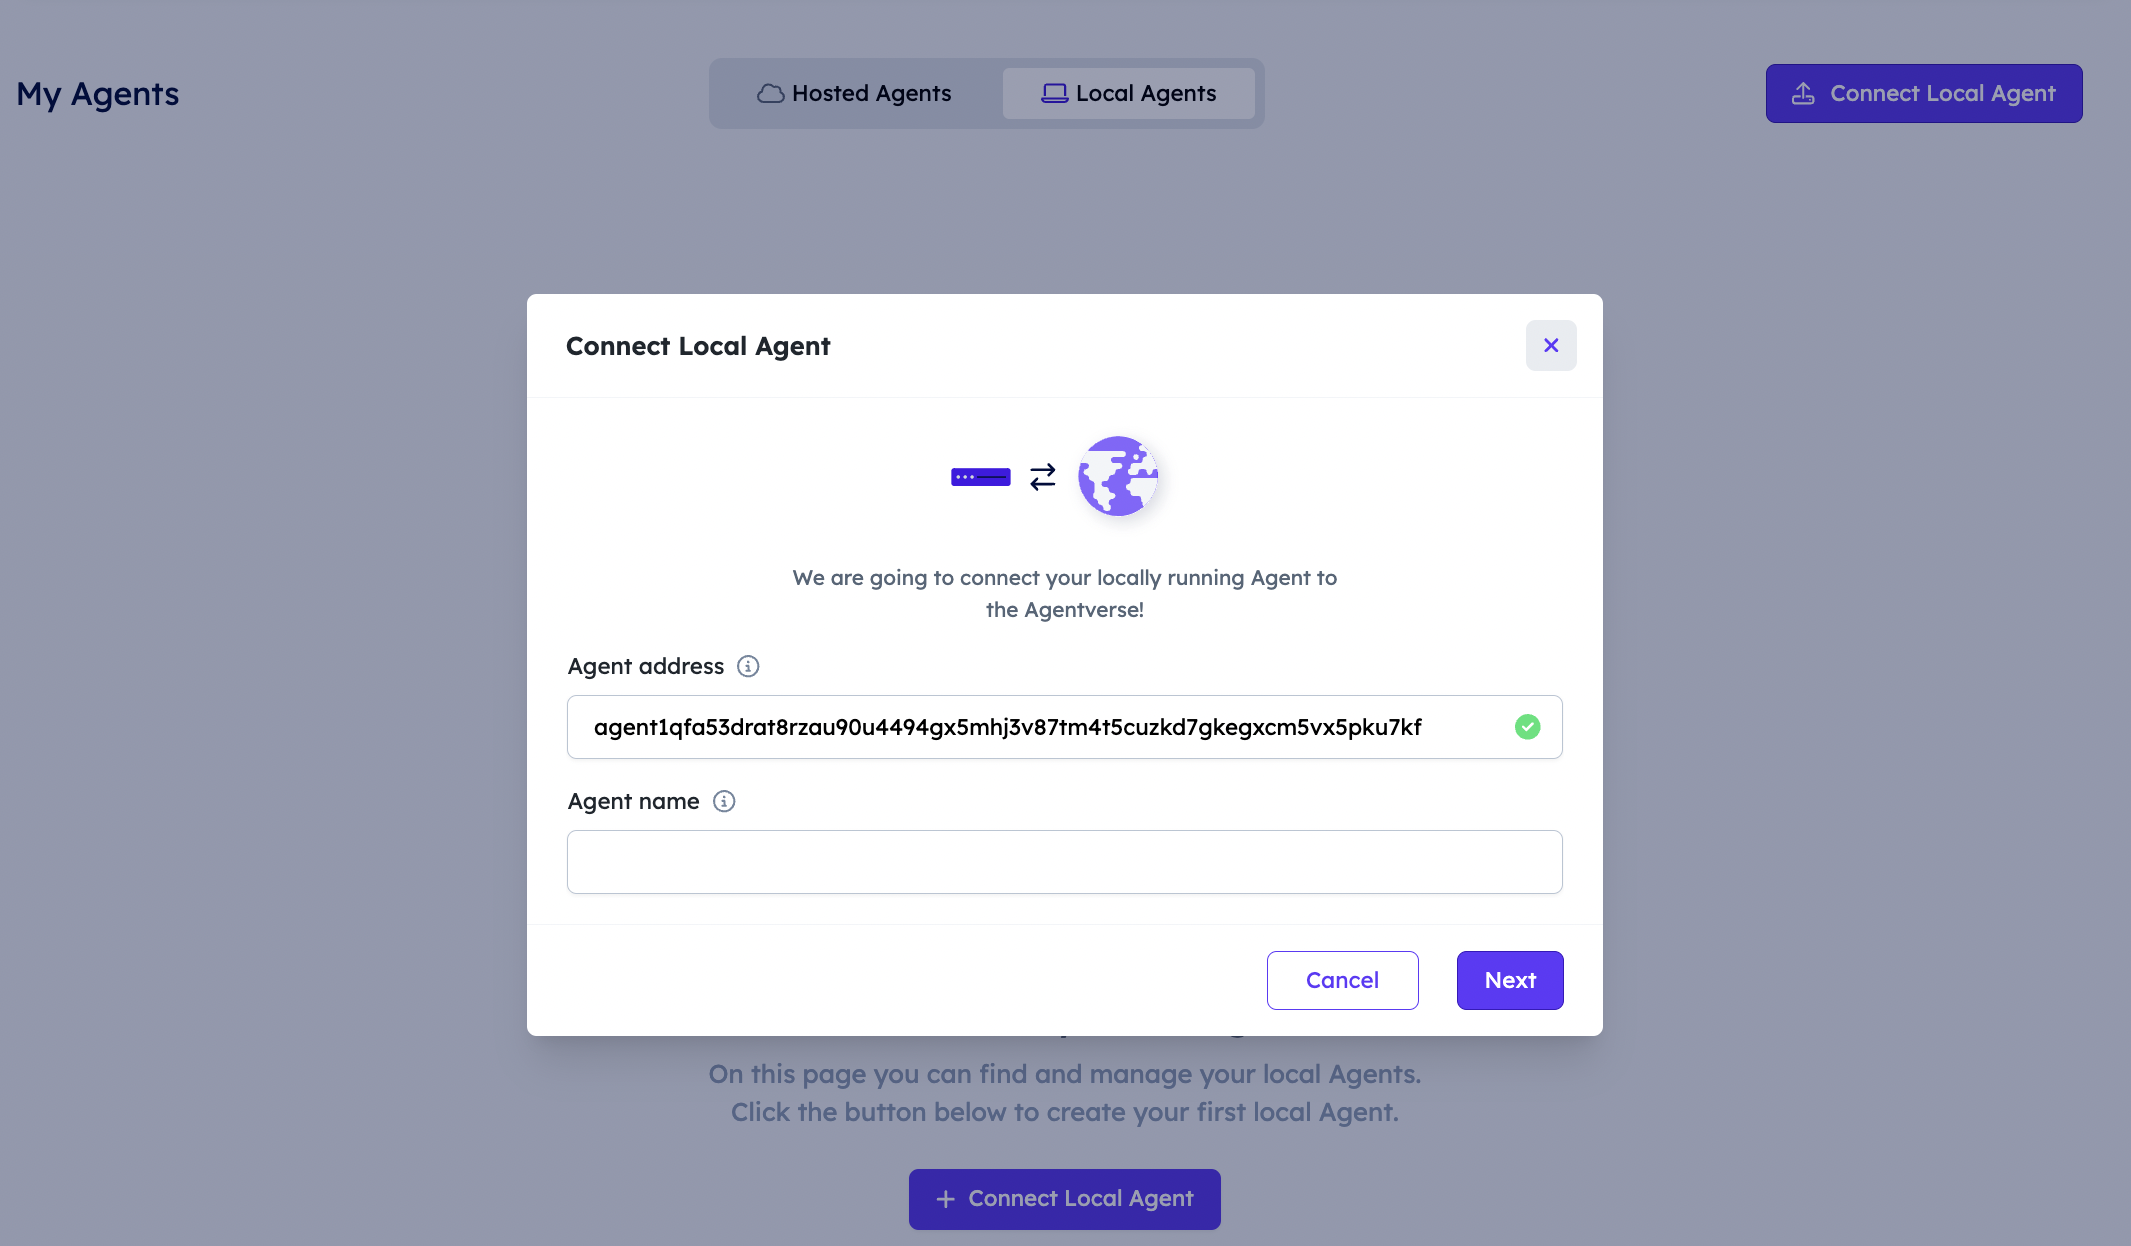 My Agents
Hosted Agents
Local Agents
Connect Local Agent
Connect Local Agent
We are going to connect your locally running Agent to
the Agentverse!
Agent address
agent1qfa53drat8rzau90u4494gx5mhj3v87tm4t5cuzkd7gkegxcm5vx5pku7kf
Agent name
Cancel
Next
On this page you can find and manage your local Agents.
Click the button below to create your first local Agent.
+ Connect Local Agent